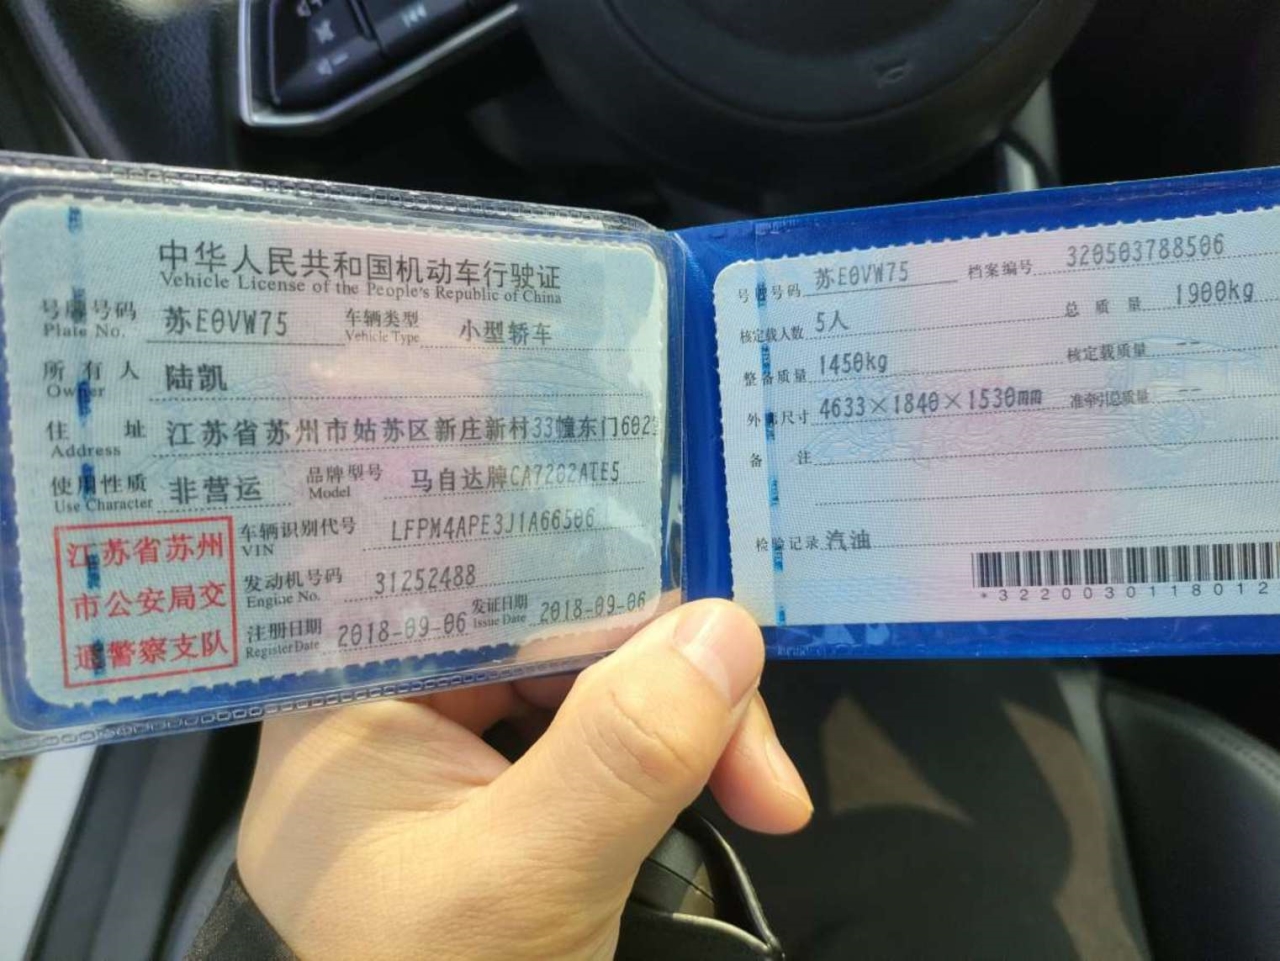 中华人民共和国机动车行驶证
Vehicle License of the People's Republic of China
号牌号码 苏E0VW75 车辆类型 小型轿车
Plate No. Vehicle Type
所有人 陆凯
Owner
住址 江苏省苏州市姑苏区新庄新村33幢东门602室
Address
使用性质 非营运 品牌型号 马自达牌CA7202ATE5
Use Character Model
车辆识别代号 LFPM4APE3J1A66506
VIN
发动机号码 31252488
Engine No.
注册日期 2018-09-06 发证日期 2018-09-06
Register Date Issue Date
江苏省苏州
市公安局交
通警察支队
号牌号码 苏E0VW75 档案编号 320503788506
核定载人数 5人 总质量 1900kg
整备质量 1450kg 核定载质量 --
外廓尺寸 4633×1840×1530mm 准牵引总质量 --
备注
检验记录 汽油
*3220030118012